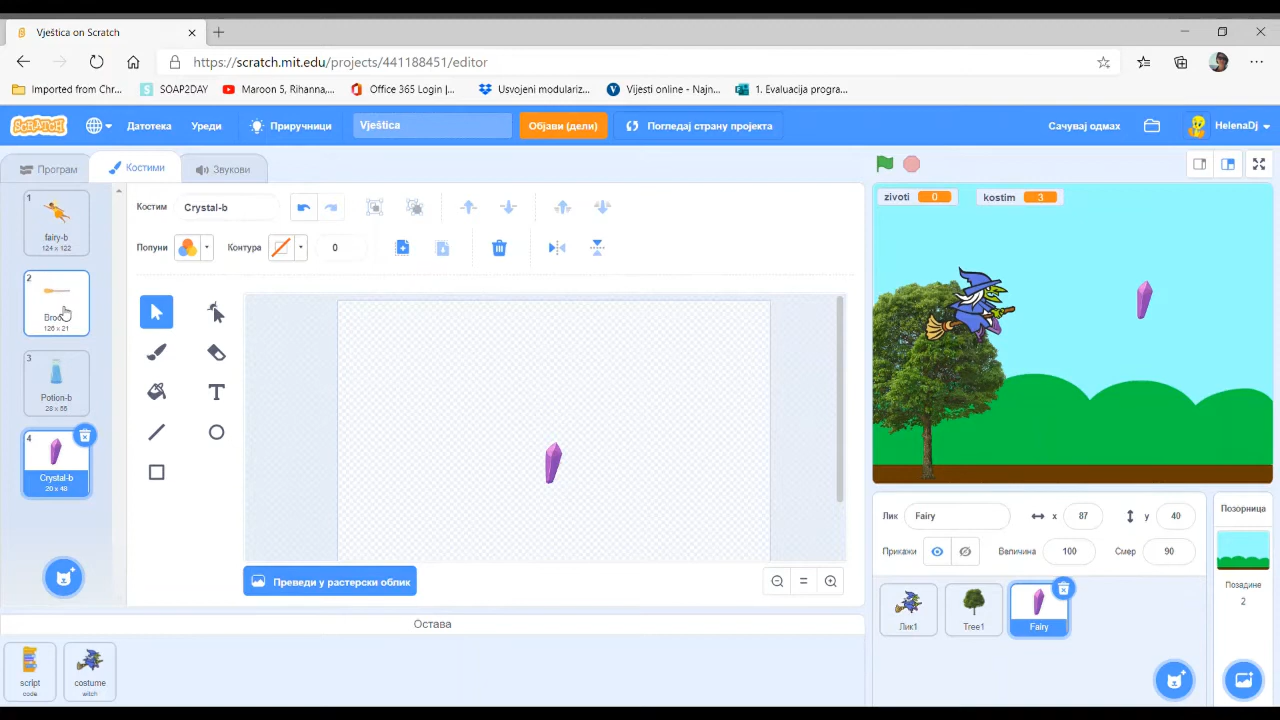 Vještica on Scratch
https://scratch.mit.edu/projects/441188451/editor
Imported from Chr...
SOAP2DAY
Maroon 5, Rihanna,...
Office 365 Login |...
Usvojeni modulariz...
Vijesti online - Najn...
1. Evaluacija progra...
SCRATCH
Датотека
Уреди
Приручници
Vještica
Објави (дели)
Погледај страну пројекта
Сачувај одмах
HelenaDj
Програм
Костими
Звукови
1
fairy-b
124 x 122
2
126 x 21
3
Potion-b
28 x 56
4
Crystal-b
20 x 48
Костим
Crystal-b
Попуни
Контура
0
T
Преведи у растерски облик
zivoti 0
kostim 3
Лик
Fairy
x
87
y
40
Прикажи
Величина
100
Смер
90
Лик1
Tree1
Fairy
Позорница
Позадине
2
Остава
script
code
costume
witch